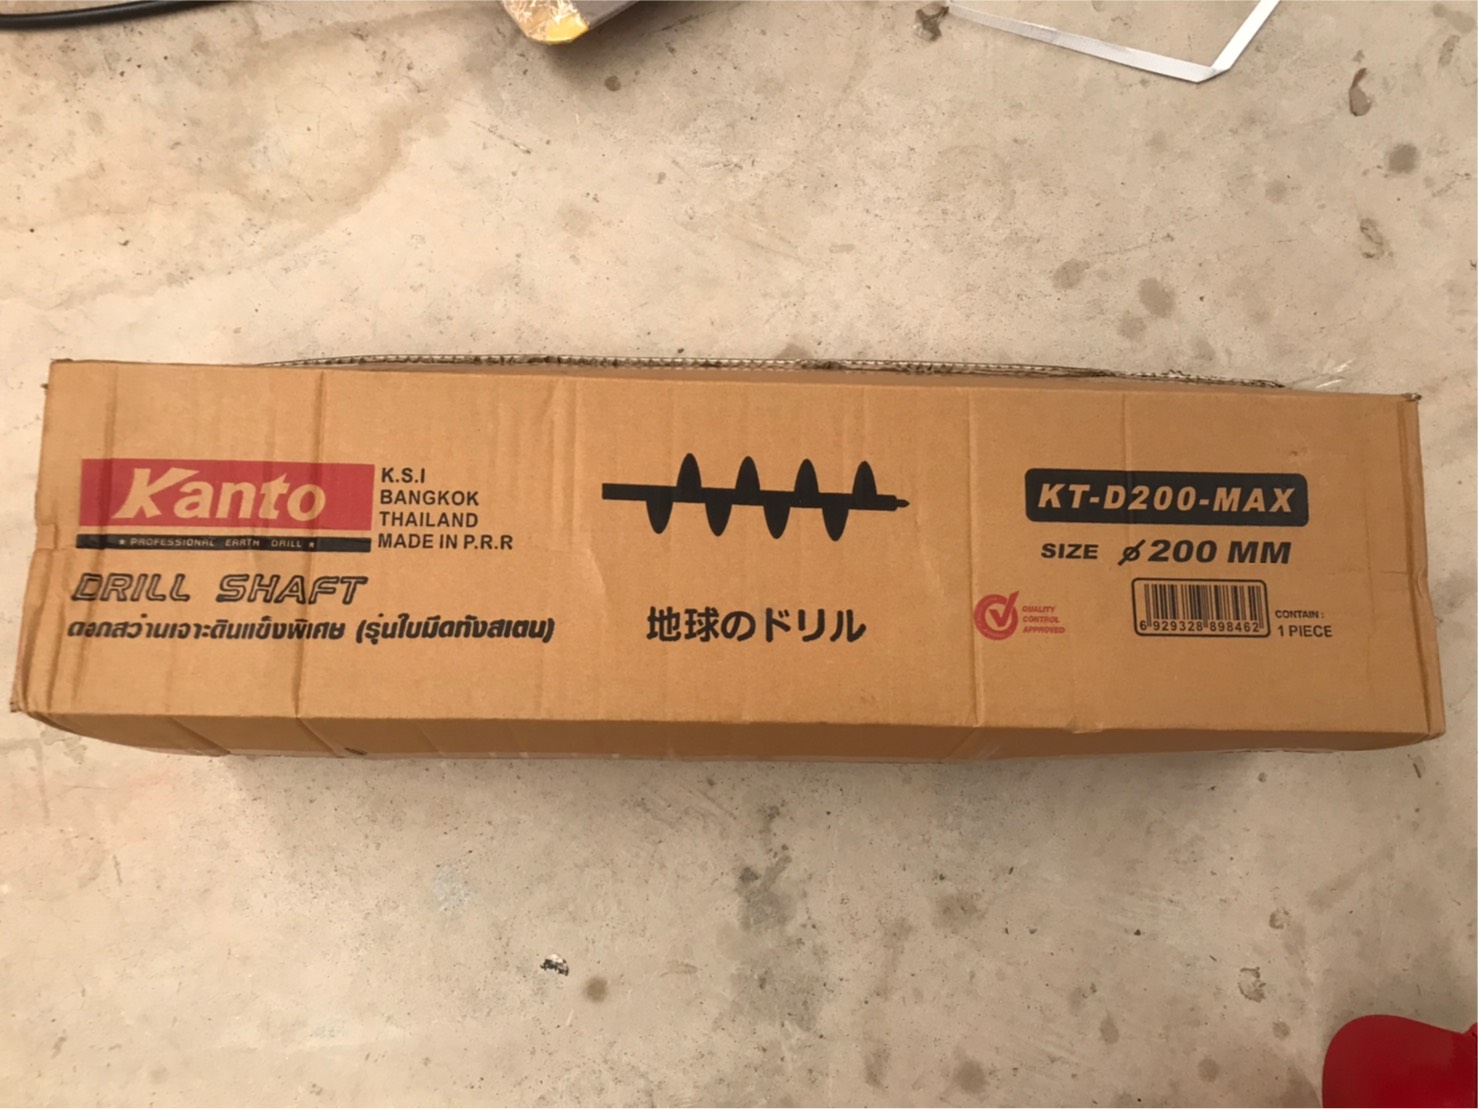 Kanto
★ PROFESSIONAL EARTH DRILL ★
K.S.I
BANGKOK
THAILAND
MADE IN P.R.R
DRILL SHAFT
ดอกสว่านเจาะดินแข็งพิเศษ (รุ่นใบมีดทังสเตน)
地球のドリル
KT-D200-MAX
SIZE ⌀ 200 MM
QUALITY
CONTROL
APPROVED
6 929328 898462
CONTAIN :
1 PIECE